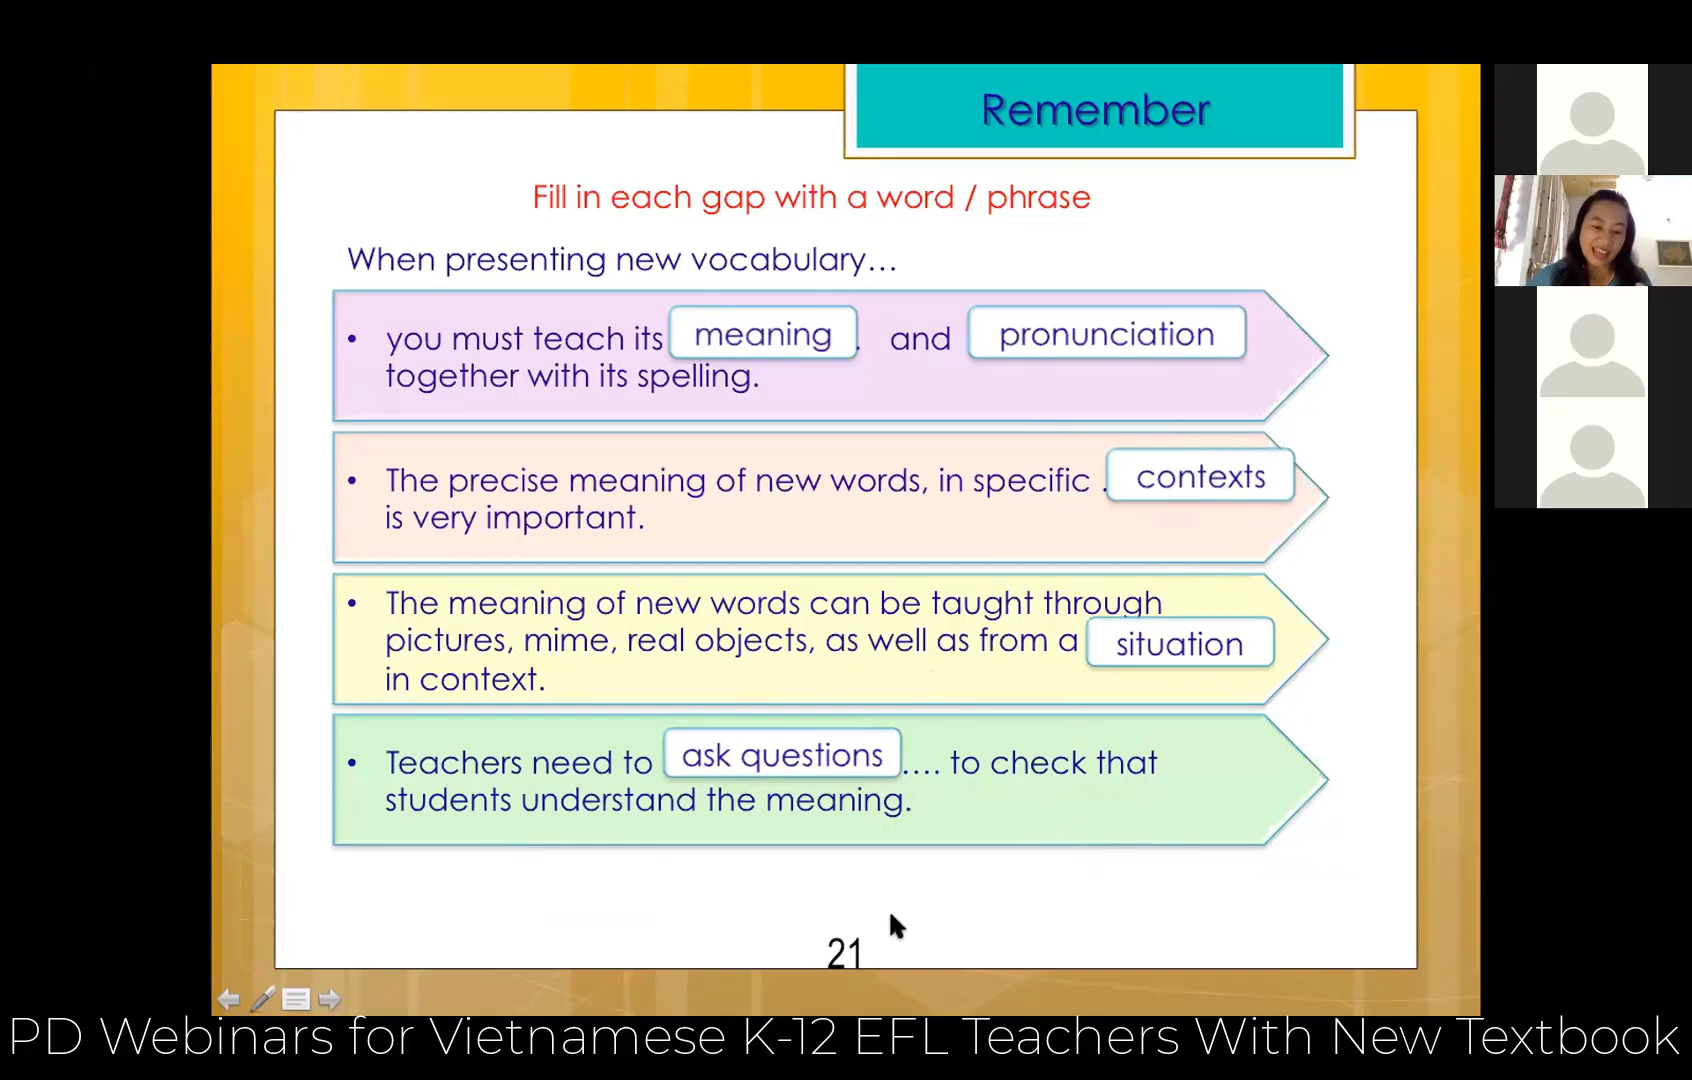 Remember
Fill in each gap with a word / phrase
When presenting new vocabulary...
• you must teach its meaning . and pronunciation
together with its spelling.
• The precise meaning of new words, in specific . contexts
is very important.
• The meaning of new words can be taught through
pictures, mime, real objects, as well as from a situation
in context.
• Teachers need to ask questions .... to check that
students understand the meaning.
21
PD Webinars for Vietnamese K-12 EFL Teachers With New Textbook